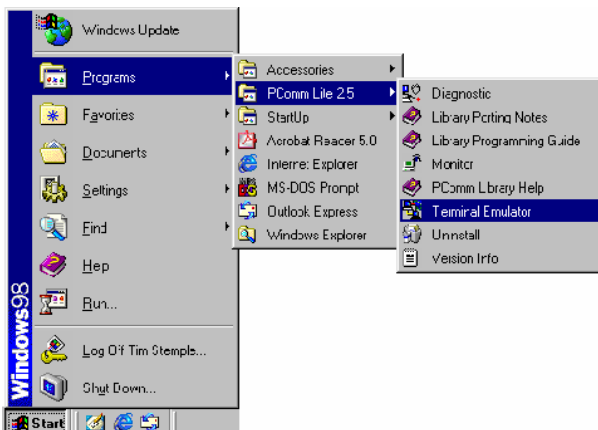 Windows Update
Programs
Favorites
Documents
Settings
Find
Help
Run...
Log Off Tim Stemple...
Shut Down...
Windows98
Start
Accessories
PComm Lite 2.5
StartUp
Acrobat Reader 5.0
Internet Explorer
MS-DOS Prompt
Outlook Express
Windows Explorer
Diagnostic
Library Porting Notes
Library Programming Guide
Monitor
PComm Library Help
Terminal Emulator
Uninstall
Version Info